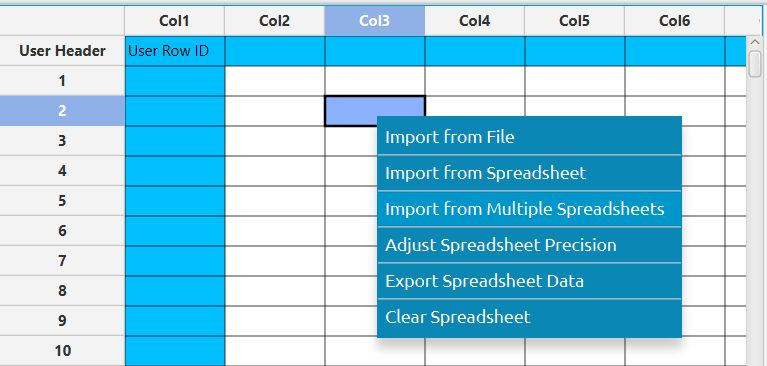 Col1 Col2 Col3 Col4 Col5 Col6
User Header User Row ID
1
2
3
4
5
6
7
8
9
10
Import from File
Import from Spreadsheet
Import from Multiple Spreadsheets
Adjust Spreadsheet Precision
Export Spreadsheet Data
Clear Spreadsheet